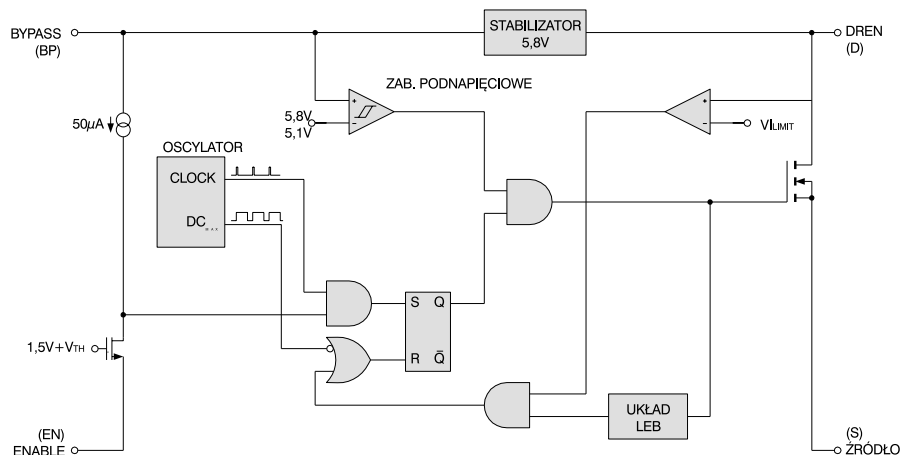 BYPASS
(BP)
STABILIZATOR
5,8V
DREN
(D)
ZAB. PODNAPIĘCIOWE
+
-
5,8V
5,1V
50µA
+
-
VILIMIT
OSCYLATOR
CLOCK
DCMAX
S Q
R Q̄
1,5V+VTH
UKŁAD
LEB
(EN)
ENABLE
(S)
ŹRÓDŁO